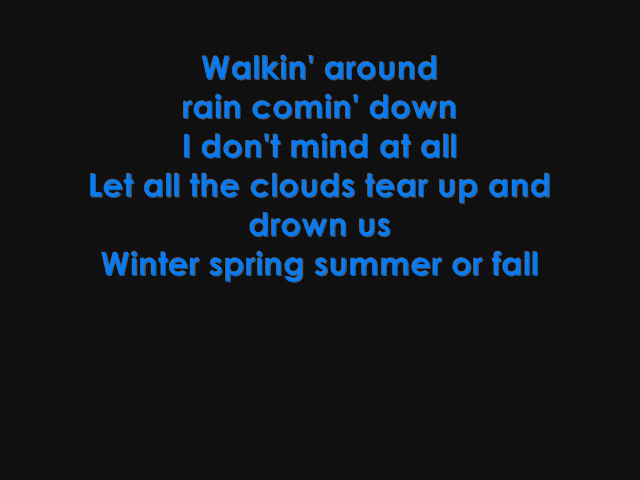 Walkin' around
rain comin' down
I don't mind at all
Let all the clouds tear up and
drown us
Winter spring summer or fall